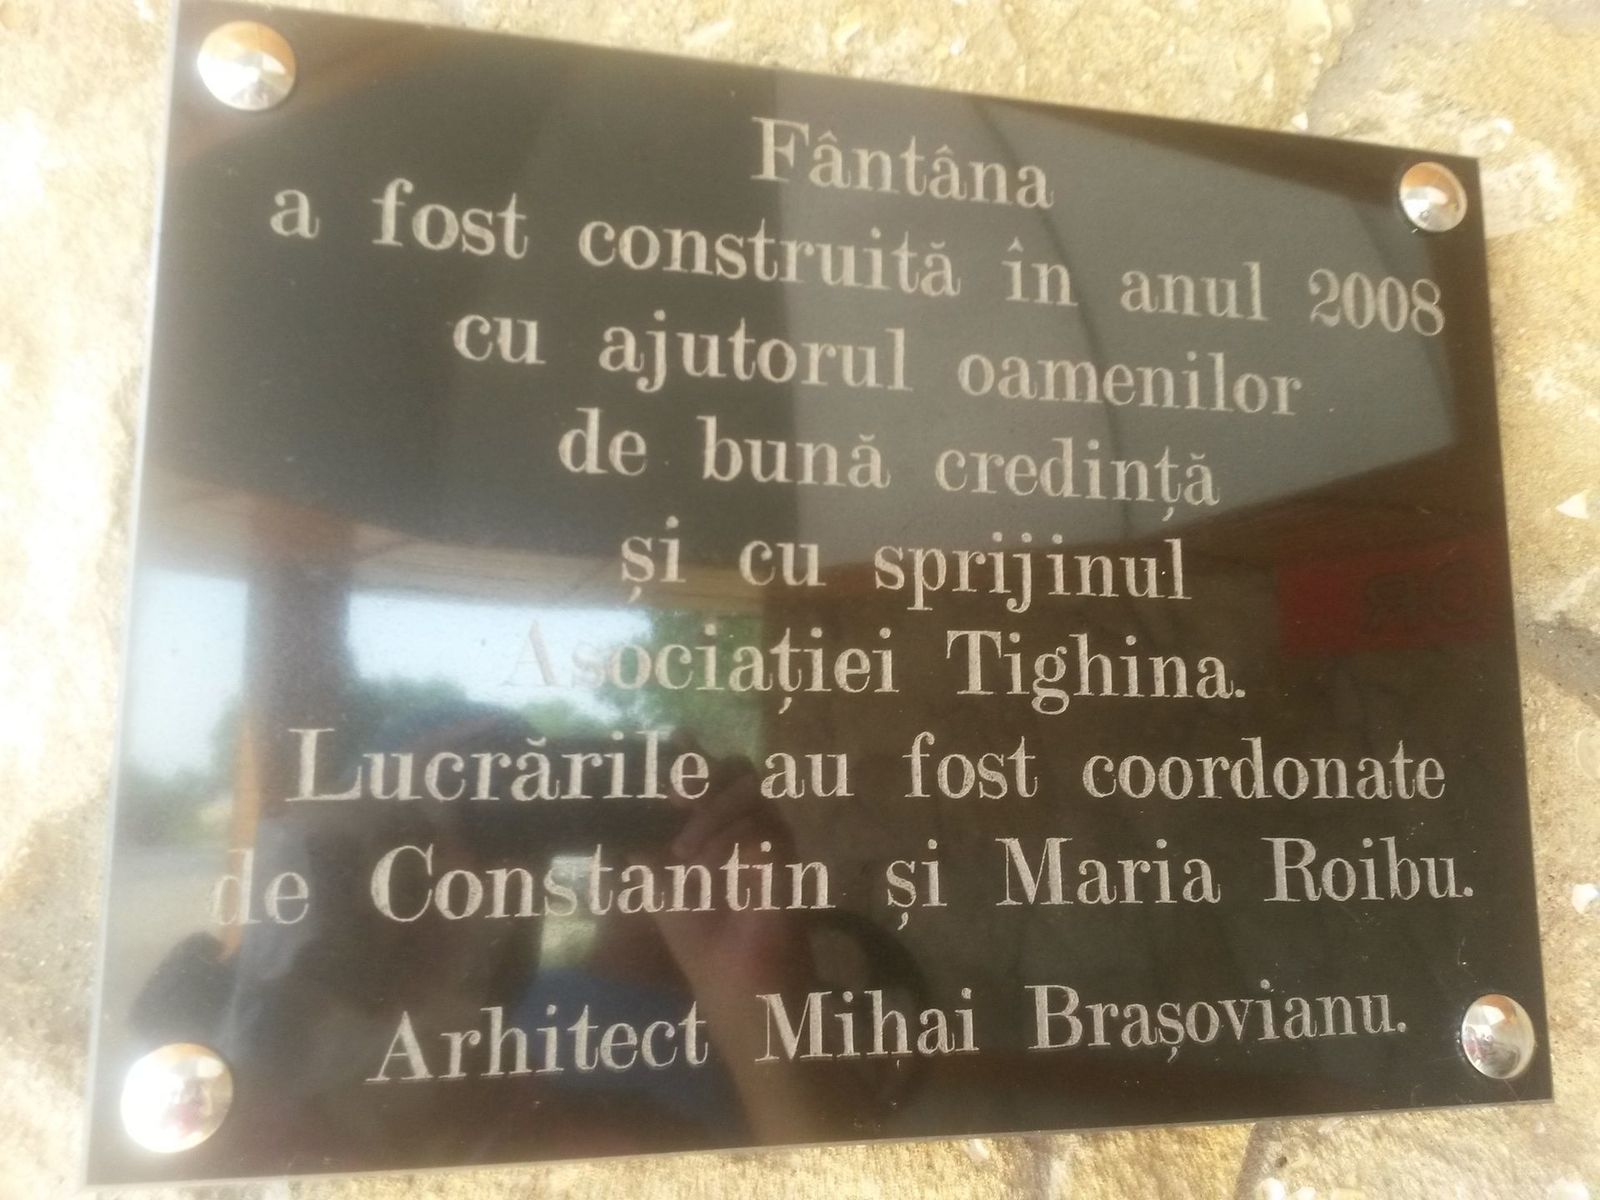 Fântâna
a fost construită în anul 2008
cu ajutorul oamenilor
de bună credință
și cu sprijinul
Asociației Tighina.
Lucrările au fost coordonate
de Constantin și Maria Roibu.
Arhitect Mihai Brașovianu.